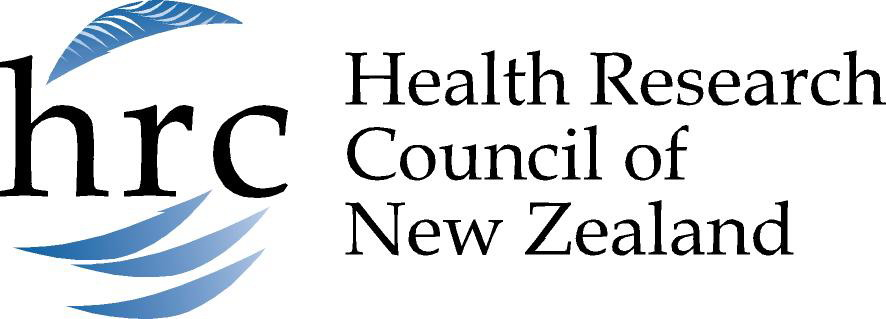 hrc
Health Research
Council of
New Zealand